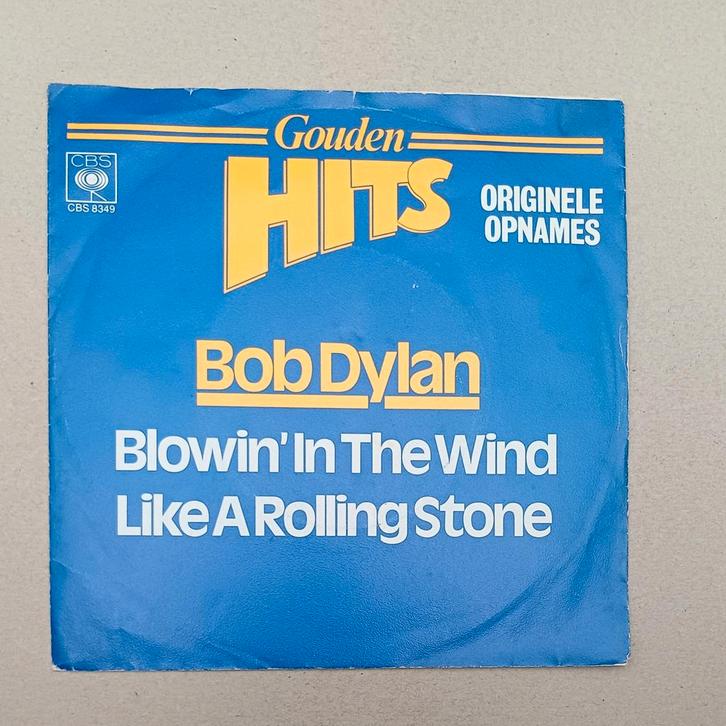 Gouden
HITS
CBS
CBS 8349
ORIGINELE
OPNAMES
Bob Dylan
Blowin' In The Wind
Like A Rolling Stone